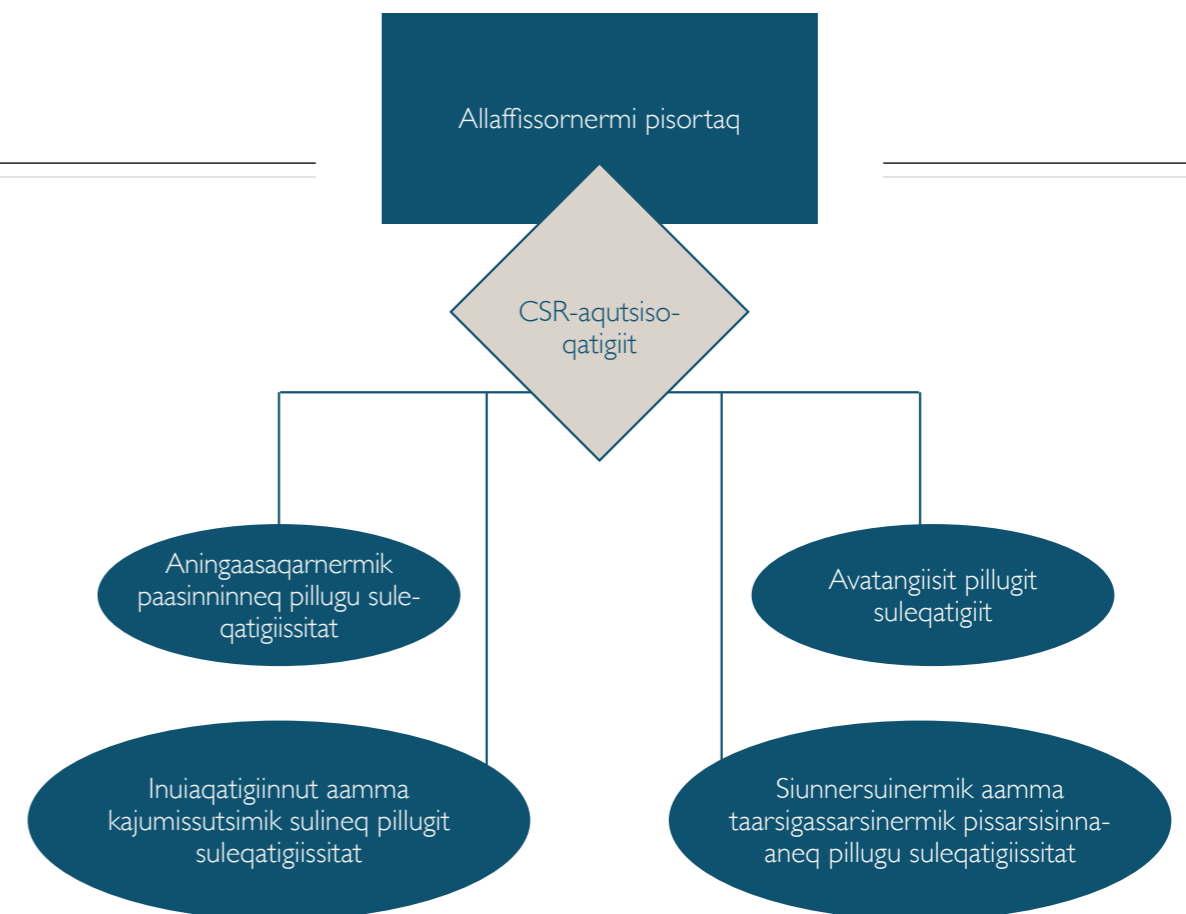 Allaffissornermi pisortaq
CSR-aqutsiso-
qatigiit
Aningaasaqarnermik
paasinninneq pillugu sule-
qatigiissitat
Avatangiisit pillugit
suleqatigiit
Inuiaqatigiinnut aamma
kajumissutsimik sulineq pillugit
suleqatigiissitat
Siunnersuinermik aamma
taarsigassarsinermik pissarsisinna-
aneq pillugu suleqatigiissitat